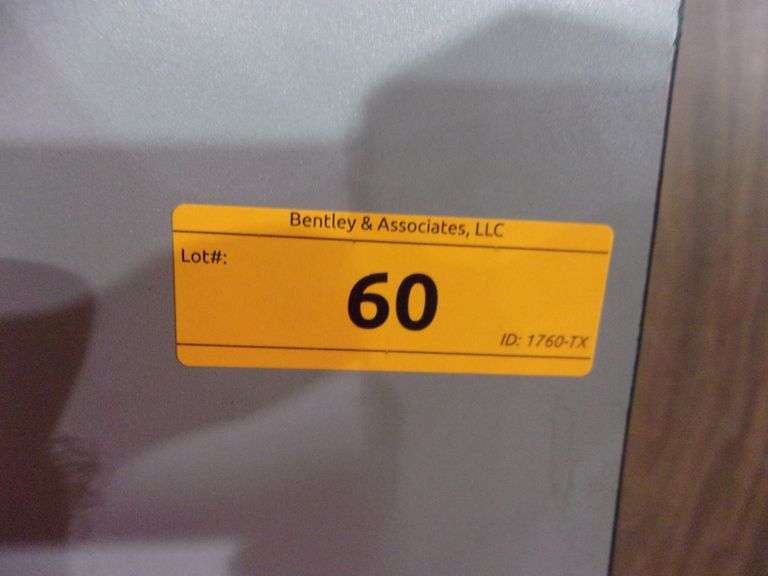 Bentley & Associates, LLC
Lot#:
60
ID: 1760-TX